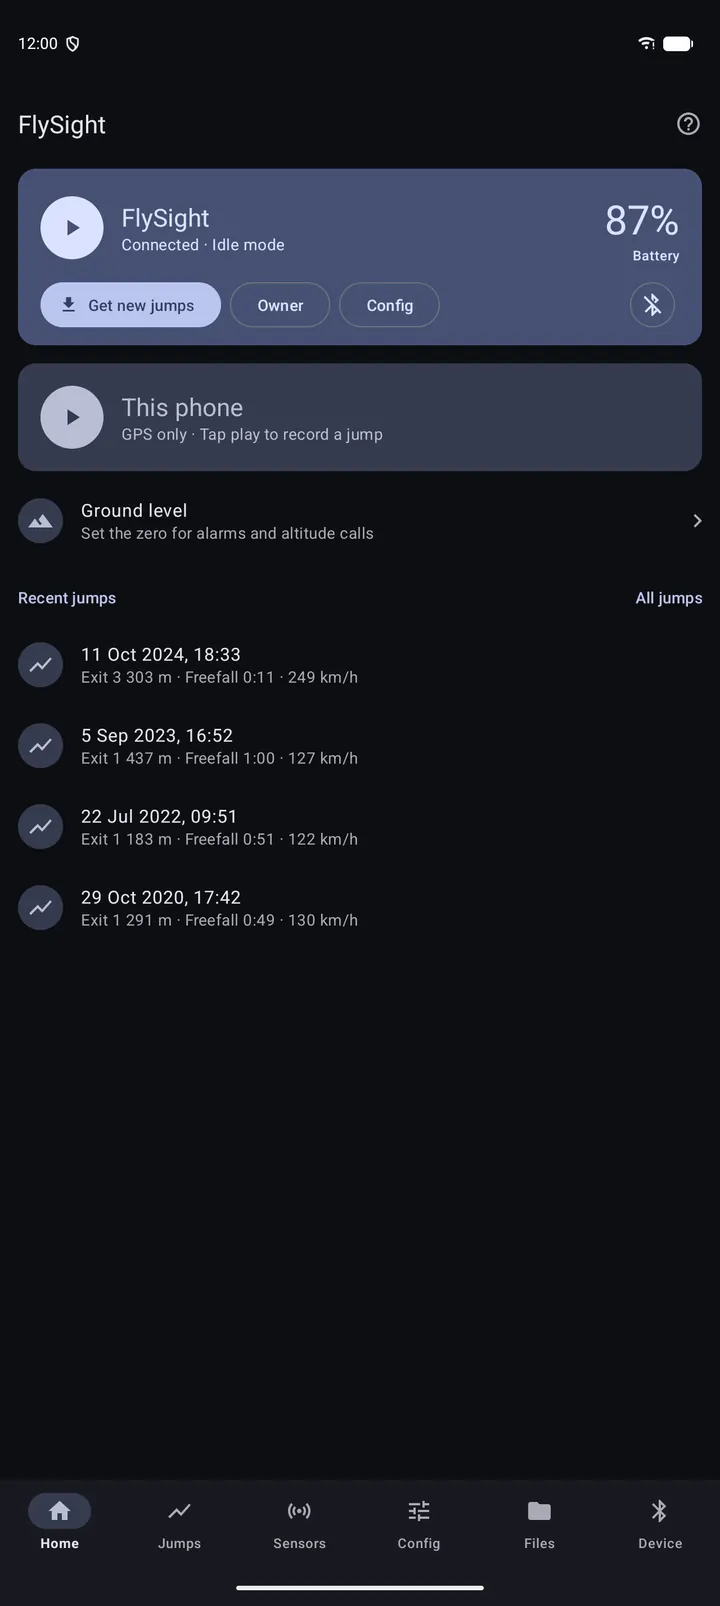 12:00
FlySight
FlySight
Connected · Idle mode
87%
Battery
Get new jumps
Owner
Config
This phone
GPS only · Tap play to record a jump
Ground level
Set the zero for alarms and altitude calls
Recent jumps
All jumps
11 Oct 2024, 18:33
Exit 3 303 m · Freefall 0:11 · 249 km/h
5 Sep 2023, 16:52
Exit 1 437 m · Freefall 1:00 · 127 km/h
22 Jul 2022, 09:51
Exit 1 183 m · Freefall 0:51 · 122 km/h
29 Oct 2020, 17:42
Exit 1 291 m · Freefall 0:49 · 130 km/h
Home
Jumps
Sensors
Config
Files
Device